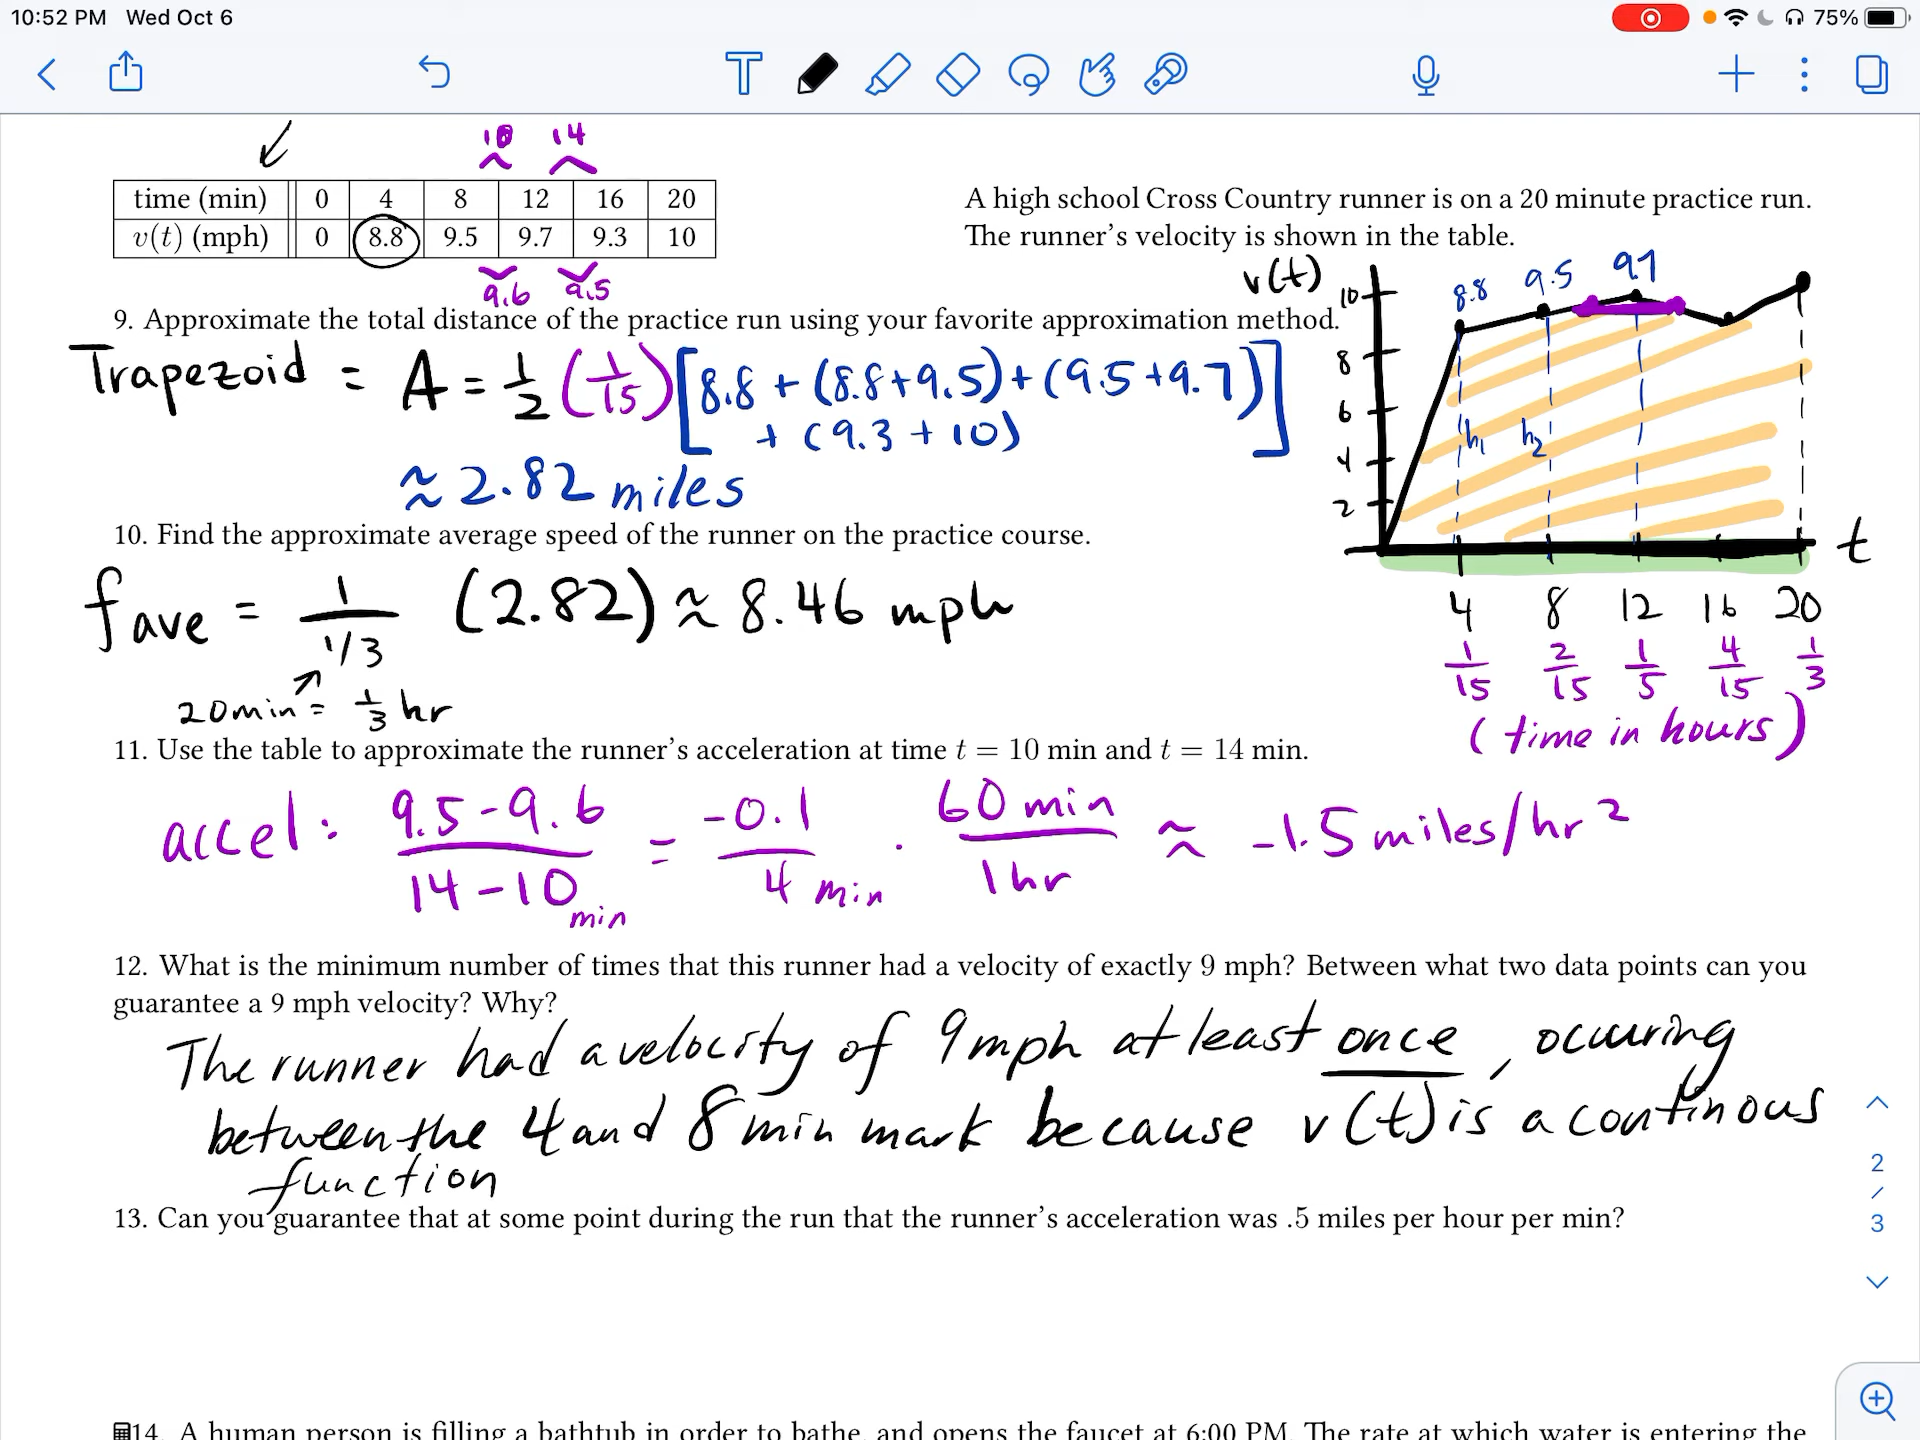 10:52 PM Wed Oct 6
75%
10 14
time (min) 0 4 8 12 16 20
v(t) (mph) 0 8.8 9.5 9.7 9.3 10
9.6 9.5
A high school Cross Country runner is on a 20 minute practice run.
The runner's velocity is shown in the table.
9. Approximate the total distance of the practice run using your favorite approximation method.
Trapezoid = A = 1/2 (1/15) [8.8 + (8.8+9.5) + (9.5+9.7)
+ (9.3 + 10)]
≈ 2.82 miles
v(t)
8.8 9.5 9.7
10
8
6
4
2
h1 h2
t
4 8 12 16 20
1/15 2/15 1/5 4/15 1/3
(time in hours)
10. Find the approximate average speed of the runner on the practice course.
fave = 1/(1/3) (2.82) ≈ 8.46 mph
20min = 1/3 hr
11. Use the table to approximate the runner's acceleration at time t = 10 min and t = 14 min.
accel: (9.5-9.6)/(14-10 min) = -0.1/4 min · 60 min/1hr ≈ -1.5 miles/hr²
12. What is the minimum number of times that this runner had a velocity of exactly 9 mph? Between what two data points can you
guarantee a 9 mph velocity? Why?
The runner had a velocity of 9mph at least once, occuring
between the 4 and 8 min mark because v(t) is a continous
function
13. Can you guarantee that at some point during the run that the runner's acceleration was .5 miles per hour per min?
2
/
3
14. A human person is filling a bathtub in order to bathe, and opens the faucet at 6:00 PM. The rate at which water is entering the